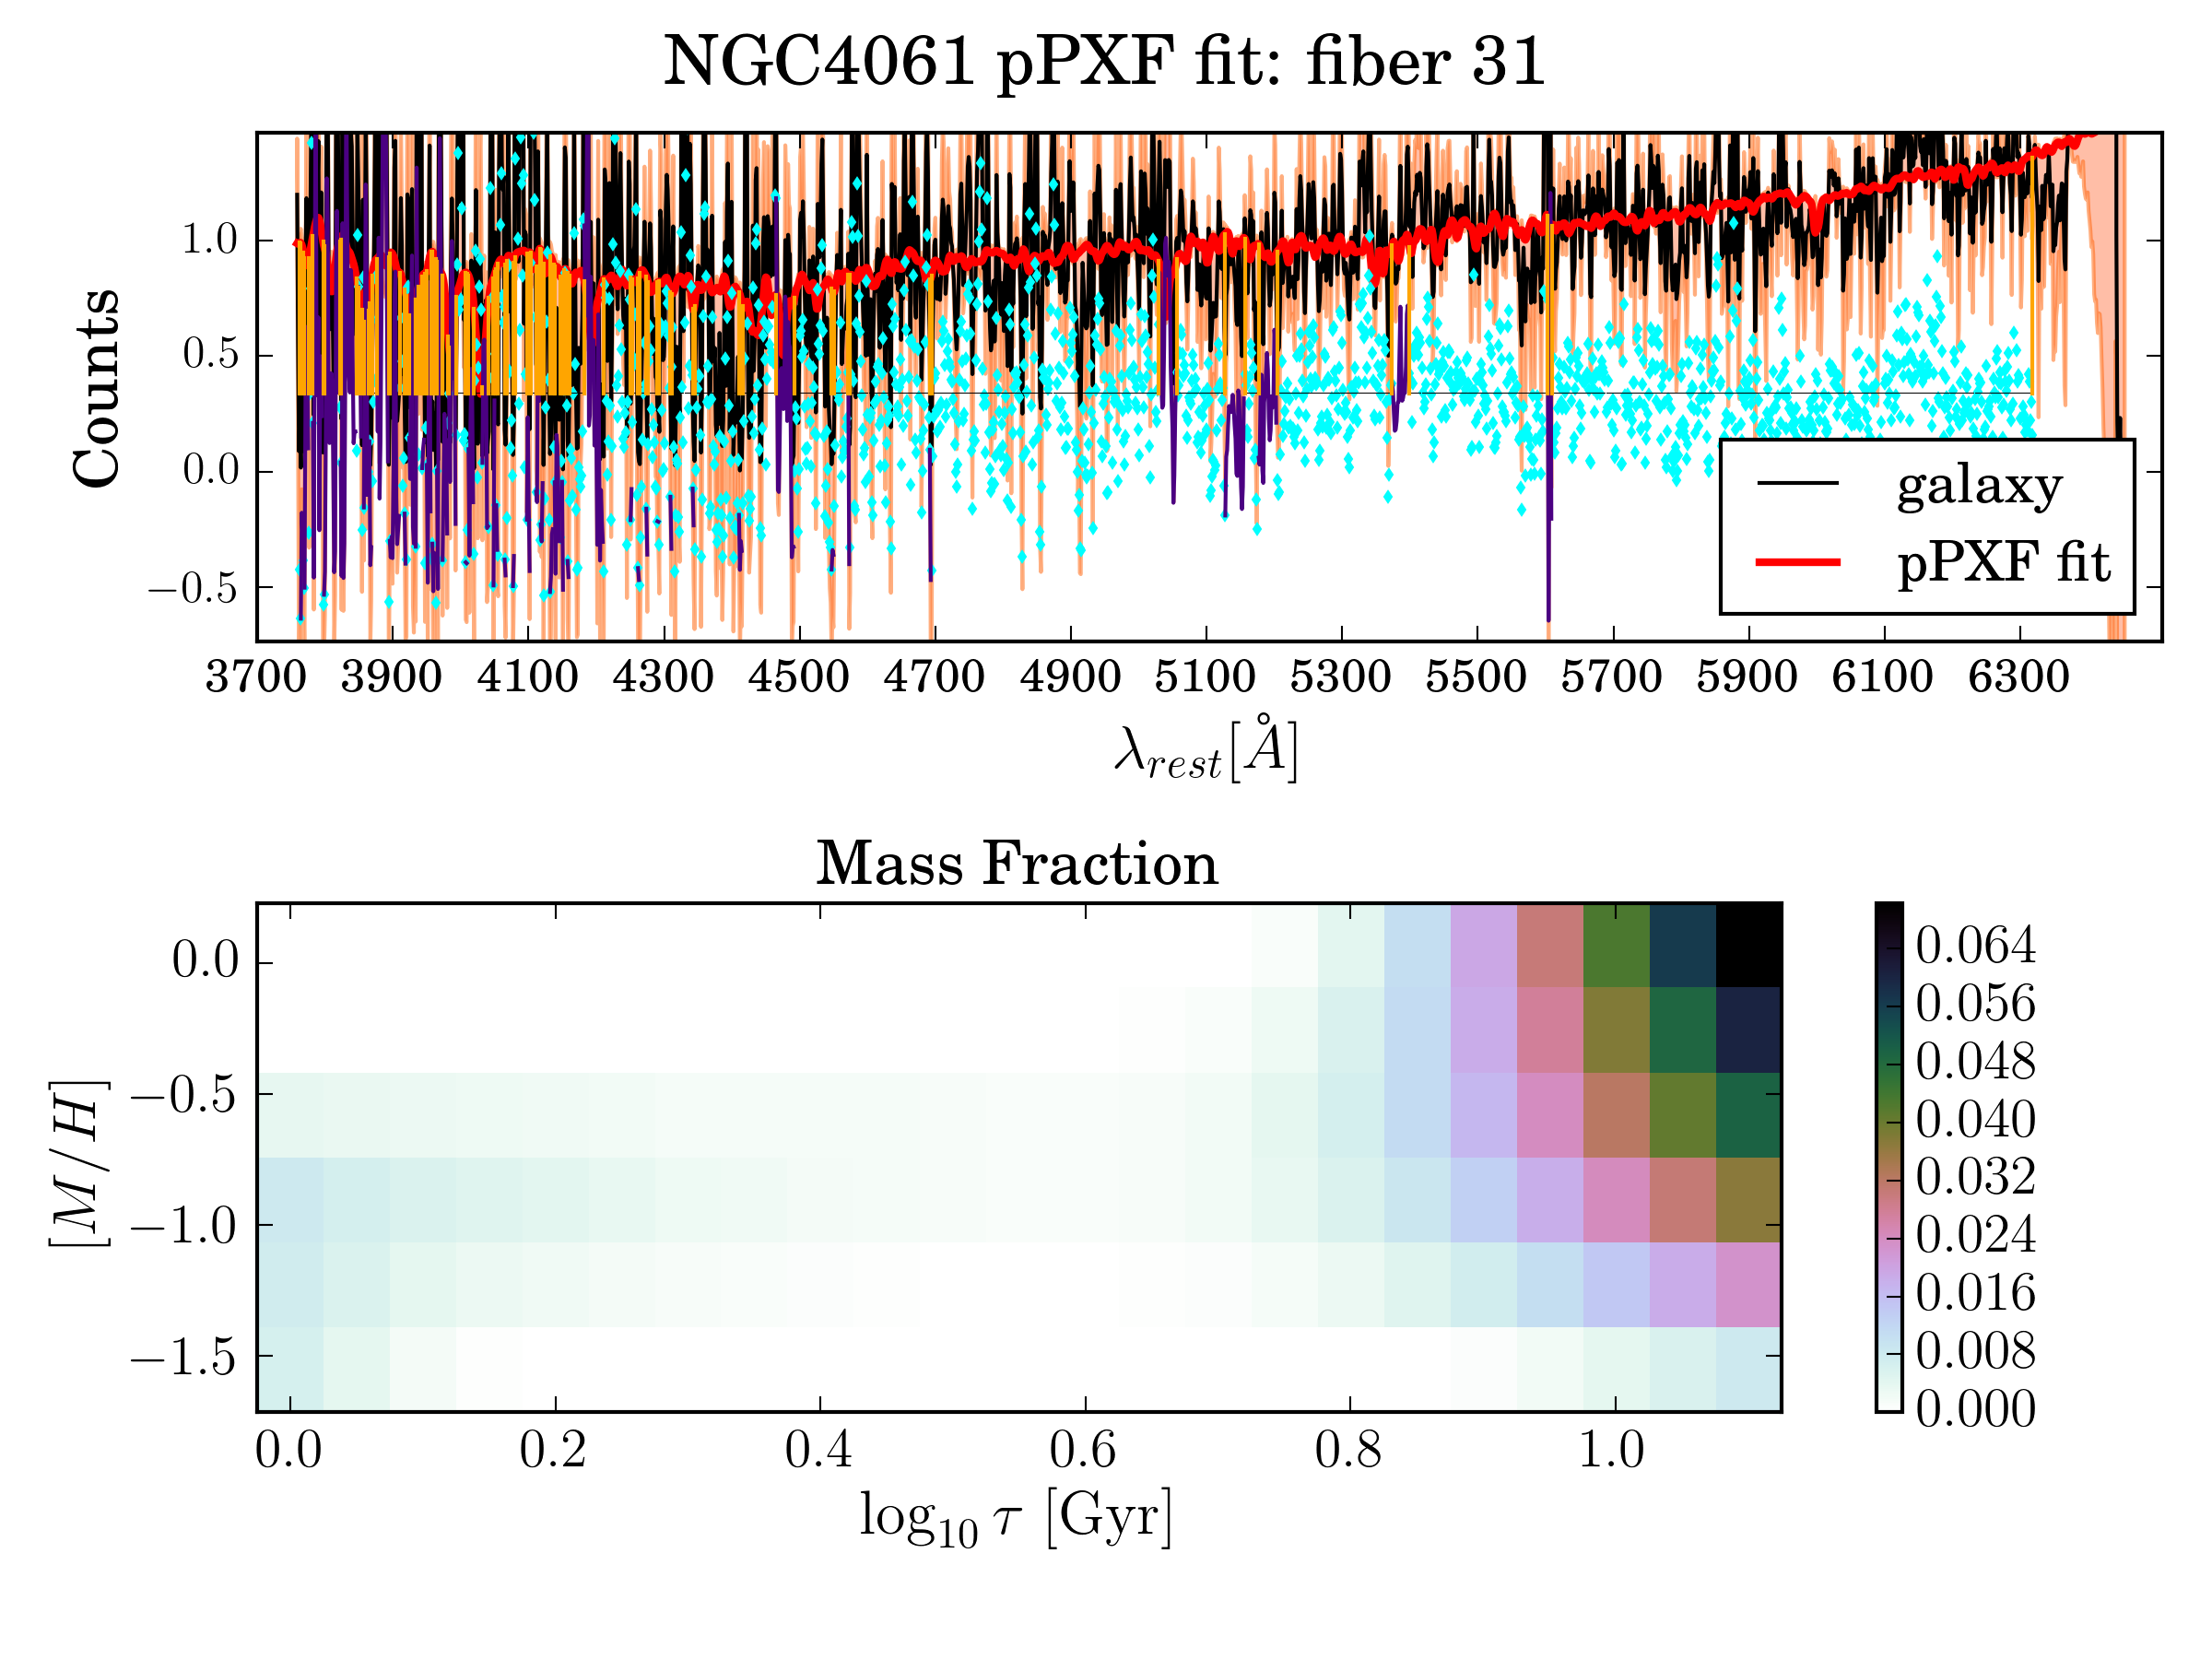 NGC4061 pPXF fit: fiber 31
Counts
1.0
0.5
0.0
−0.5
galaxy
pPXF fit
3700 3900 4100 4300 4500 4700 4900 5100 5300 5500 5700 5900 6100 6300
λrest[Å]
Mass Fraction
[M/H]
0.0
−0.5
−1.0
−1.5
0.0 0.2 0.4 0.6 0.8 1.0
log10 τ [Gyr]
0.064
0.056
0.048
0.040
0.032
0.024
0.016
0.008
0.000